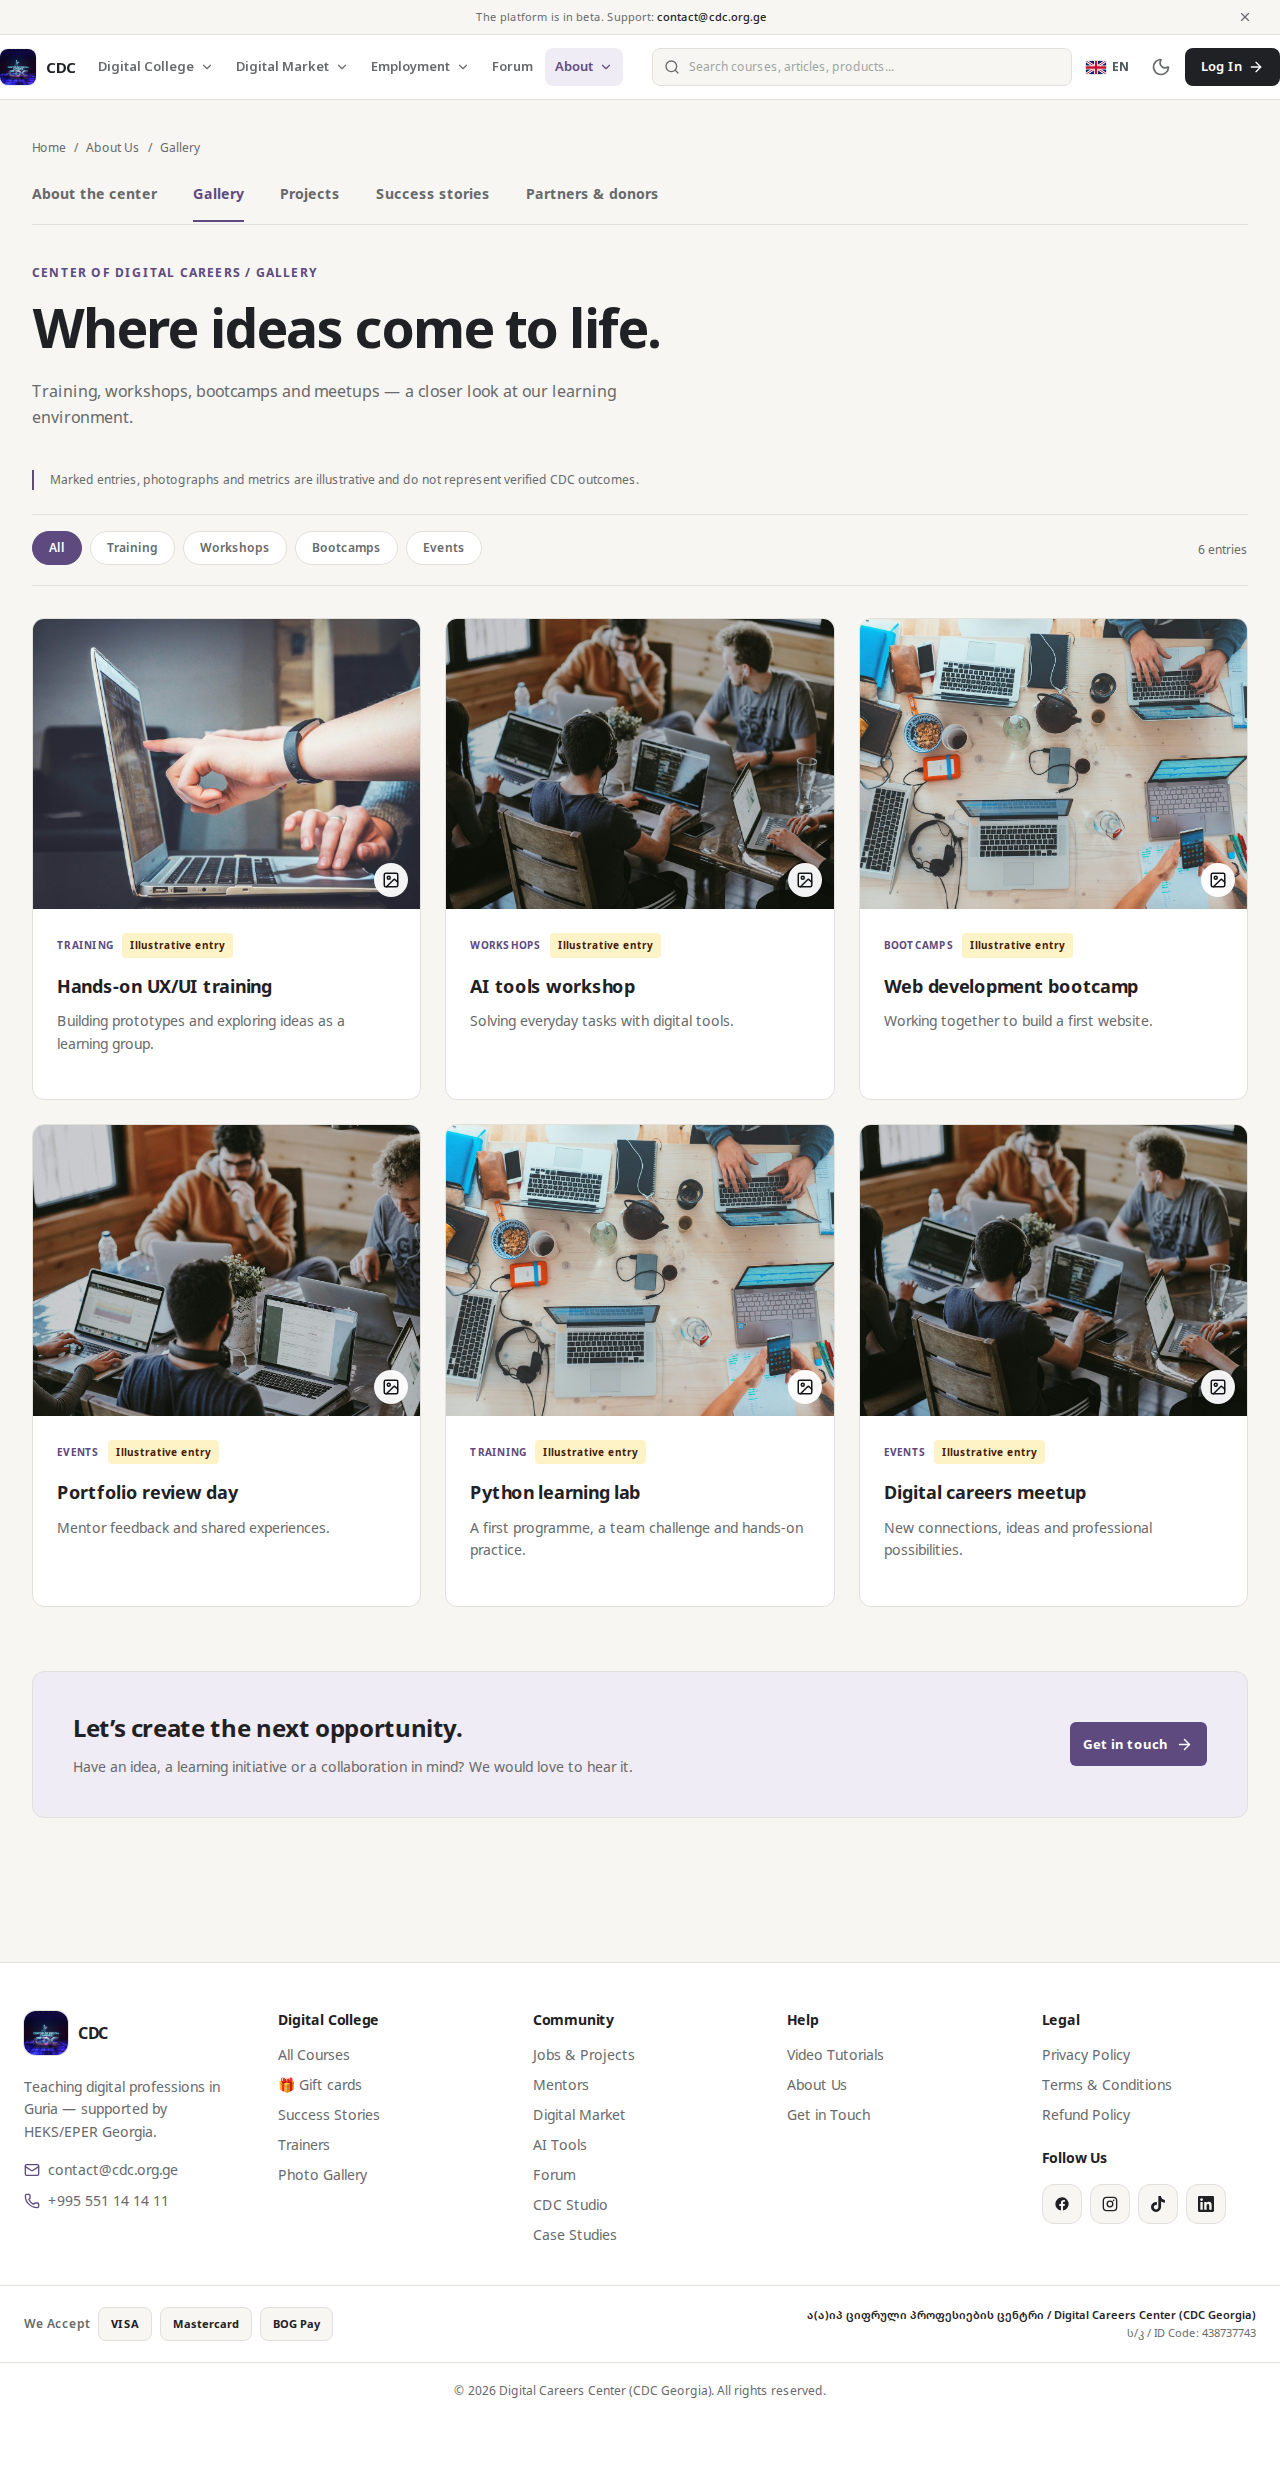 The platform is in beta. Support: contact@cdc.org.ge
CDC
Digital College
Digital Market
Employment
Forum
About
Search courses, articles, products...
EN
Log In
Home / About Us / Gallery
About the center
Gallery
Projects
Success stories
Partners & donors
CENTER OF DIGITAL CAREERS / GALLERY
Where ideas come to life.
Training, workshops, bootcamps and meetups — a closer look at our learning
environment.
Marked entries, photographs and metrics are illustrative and do not represent verified CDC outcomes.
All
Training
Workshops
Bootcamps
Events
6 entries
TRAINING Illustrative entry
Hands-on UX/UI training
Building prototypes and exploring ideas as a
learning group.
WORKSHOPS Illustrative entry
AI tools workshop
Solving everyday tasks with digital tools.
BOOTCAMPS Illustrative entry
Web development bootcamp
Working together to build a first website.
EVENTS Illustrative entry
Portfolio review day
Mentor feedback and shared experiences.
TRAINING Illustrative entry
Python learning lab
A first programme, a team challenge and hands-on
practice.
EVENTS Illustrative entry
Digital careers meetup
New connections, ideas and professional
possibilities.
Let’s create the next opportunity.
Have an idea, a learning initiative or a collaboration in mind? We would love to hear it.
Get in touch
CDC
Teaching digital professions in
Guria — supported by
HEKS/EPER Georgia.
contact@cdc.org.ge
+995 551 14 14 11
Digital College
All Courses
🎁 Gift cards
Success Stories
Trainers
Photo Gallery
Community
Jobs & Projects
Mentors
Digital Market
AI Tools
Forum
CDC Studio
Case Studies
Help
Video Tutorials
About Us
Get in Touch
Legal
Privacy Policy
Terms & Conditions
Refund Policy
Follow Us
We Accept
VISA
Mastercard
BOG Pay
ა(ა)იპ ციფრული პროფესიების ცენტრი / Digital Careers Center (CDC Georgia)
ს/კ / ID Code: 438737743
© 2026 Digital Careers Center (CDC Georgia). All rights reserved.